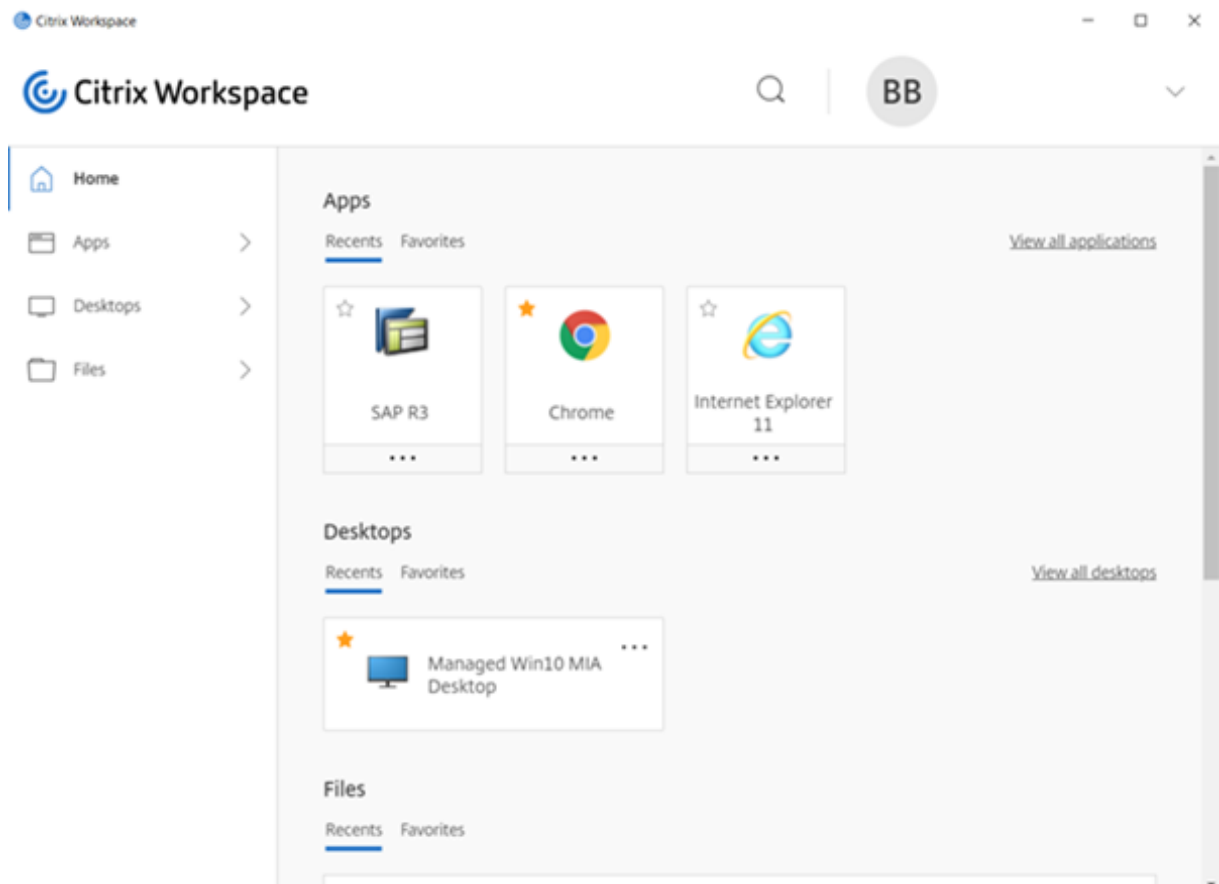 Citrix Workspace
Citrix Workspace
BB
Home
Apps
Desktops
Files
Apps
Recents Favorites
View all applications
SAP R3
Chrome
Internet Explorer
11
Desktops
Recents Favorites
View all desktops
Managed Win10 MIA
Desktop
Files
Recents Favorites